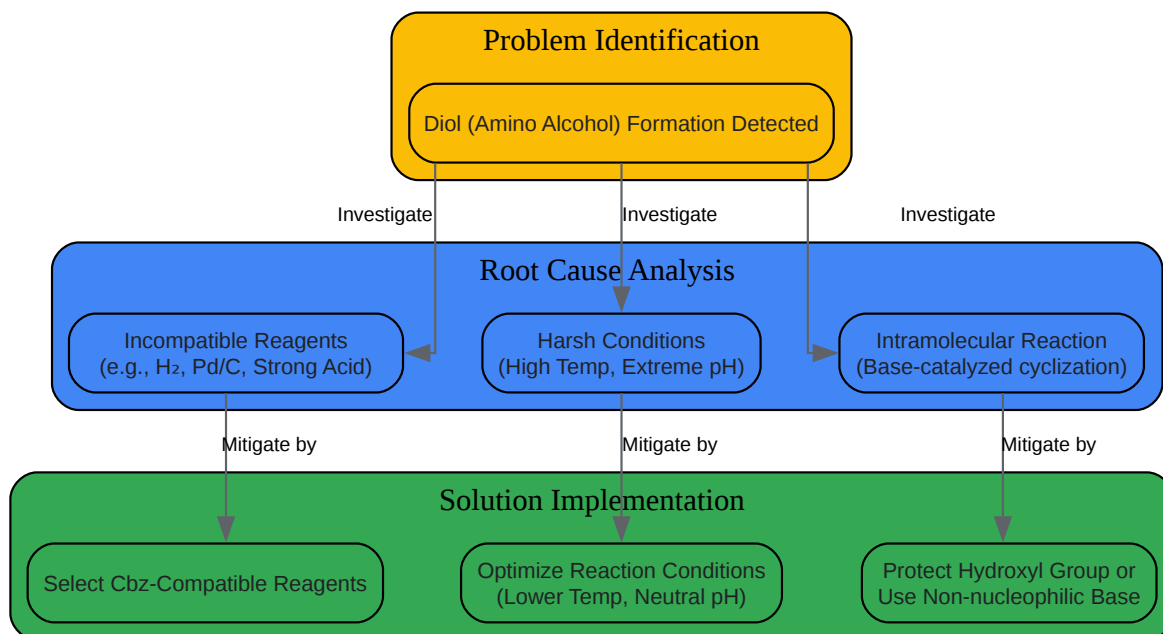 Problem Identification
Diol (Amino Alcohol) Formation Detected
Investigate
Investigate
Investigate
Root Cause Analysis
Incompatible Reagents
(e.g., H₂, Pd/C, Strong Acid)
Harsh Conditions
(High Temp, Extreme pH)
Intramolecular Reaction
(Base-catalyzed cyclization)
Mitigate by
Mitigate by
Mitigate by
Solution Implementation
Select Cbz-Compatible Reagents
Optimize Reaction Conditions
(Lower Temp, Neutral pH)
Protect Hydroxyl Group or
Use Non-nucleophilic Base